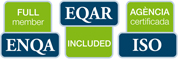 FULL
member
ENQA
EQAR
INCLUDED
AGÈNCIA
certificada
ISO